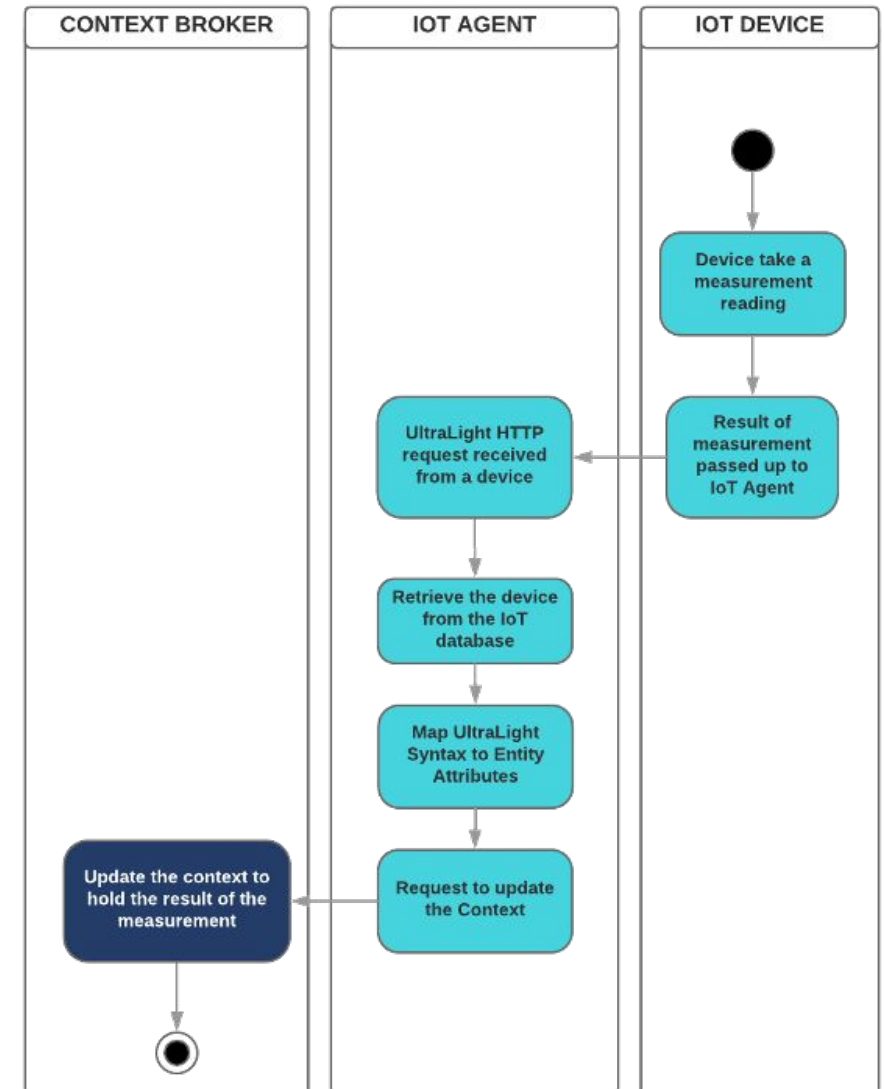 CONTEXT BROKER
IOT AGENT
IOT DEVICE
Device take a
measurement
reading
Result of
measurement
passed up to
IoT Agent
UltraLight HTTP
request received
from a device
Retrieve the device
from the IoT
database
Map UltraLight
Syntax to Entity
Attributes
Request to update
the Context
Update the context to
hold the result of the
measurement